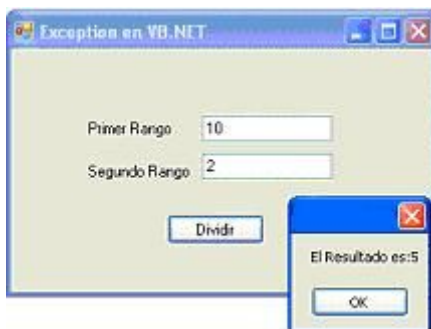 Exception en VB.NET
Primer Rango 10
Segundo Rango 2
Dividir
El Resultado es:5
OK